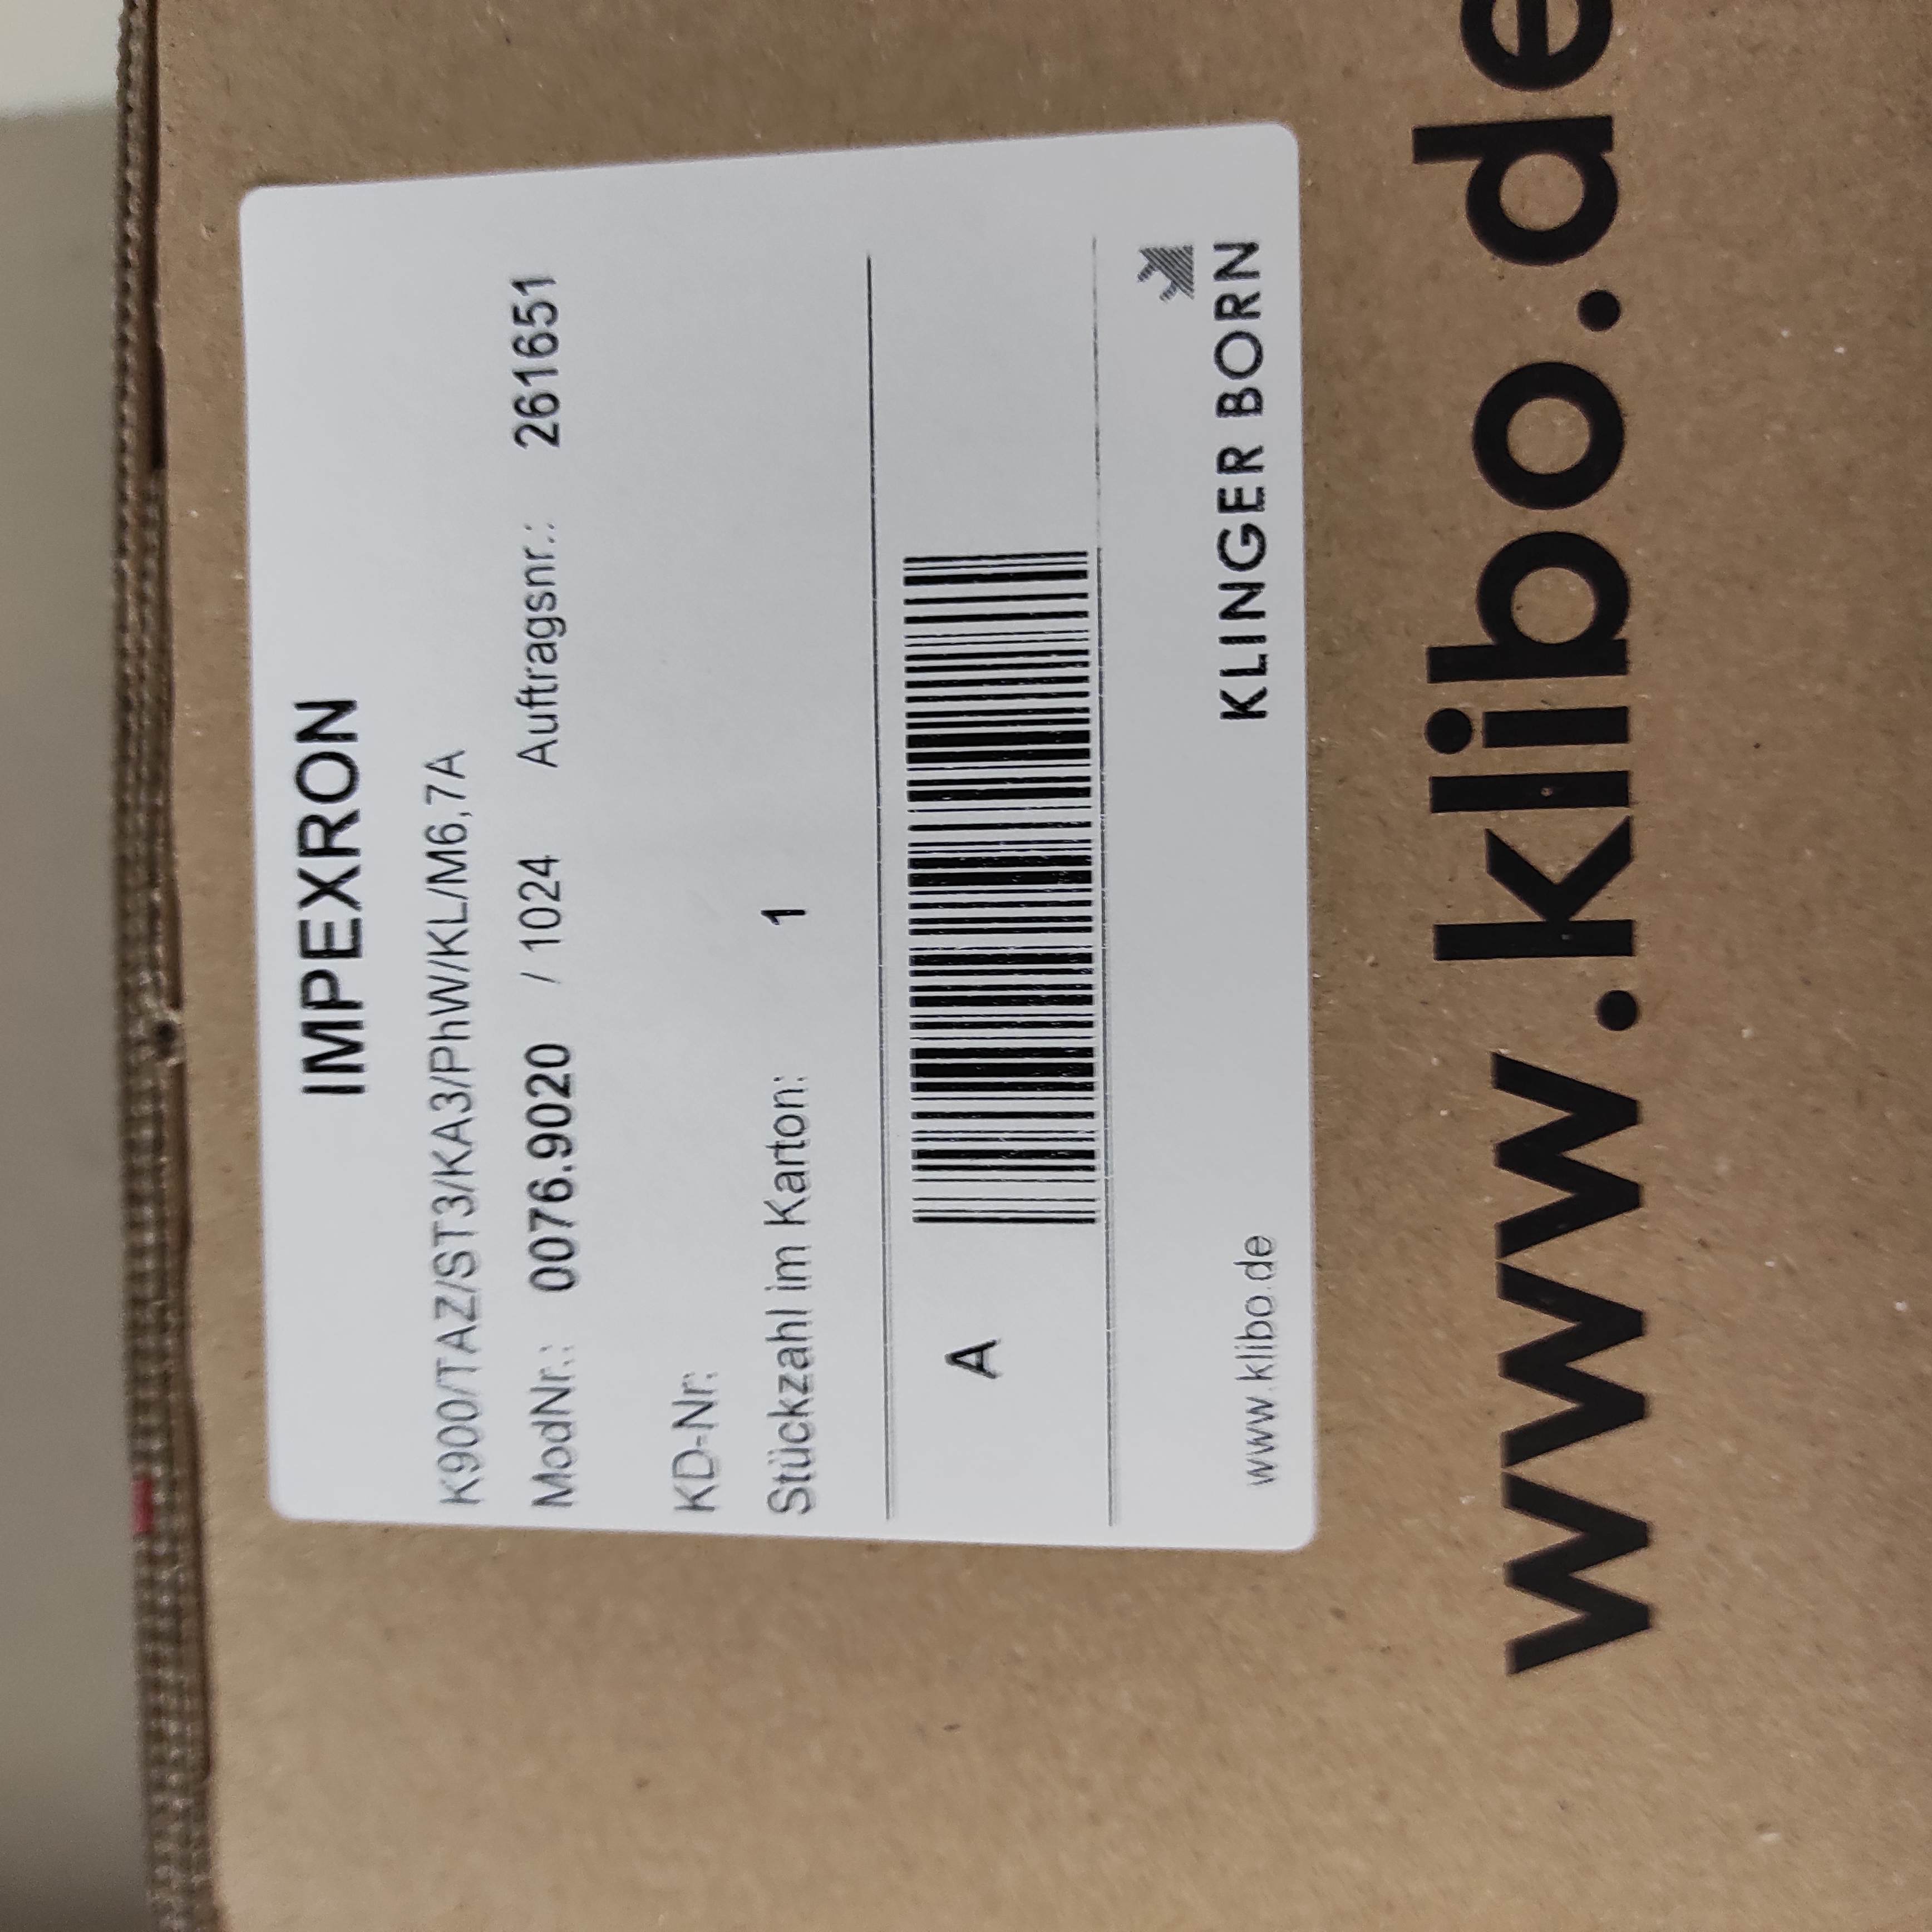 IMPEXRON
K900/TAZ/ST3/KA3/PhW/KL/M6,7A
ModNr.: 0076.9020 / 1024 Auftragsnr.: 261651
KD-Nr:
Stückzahl im Karton: 1
A
www.klibo.de
KLINGER BORN
www.klibo.de